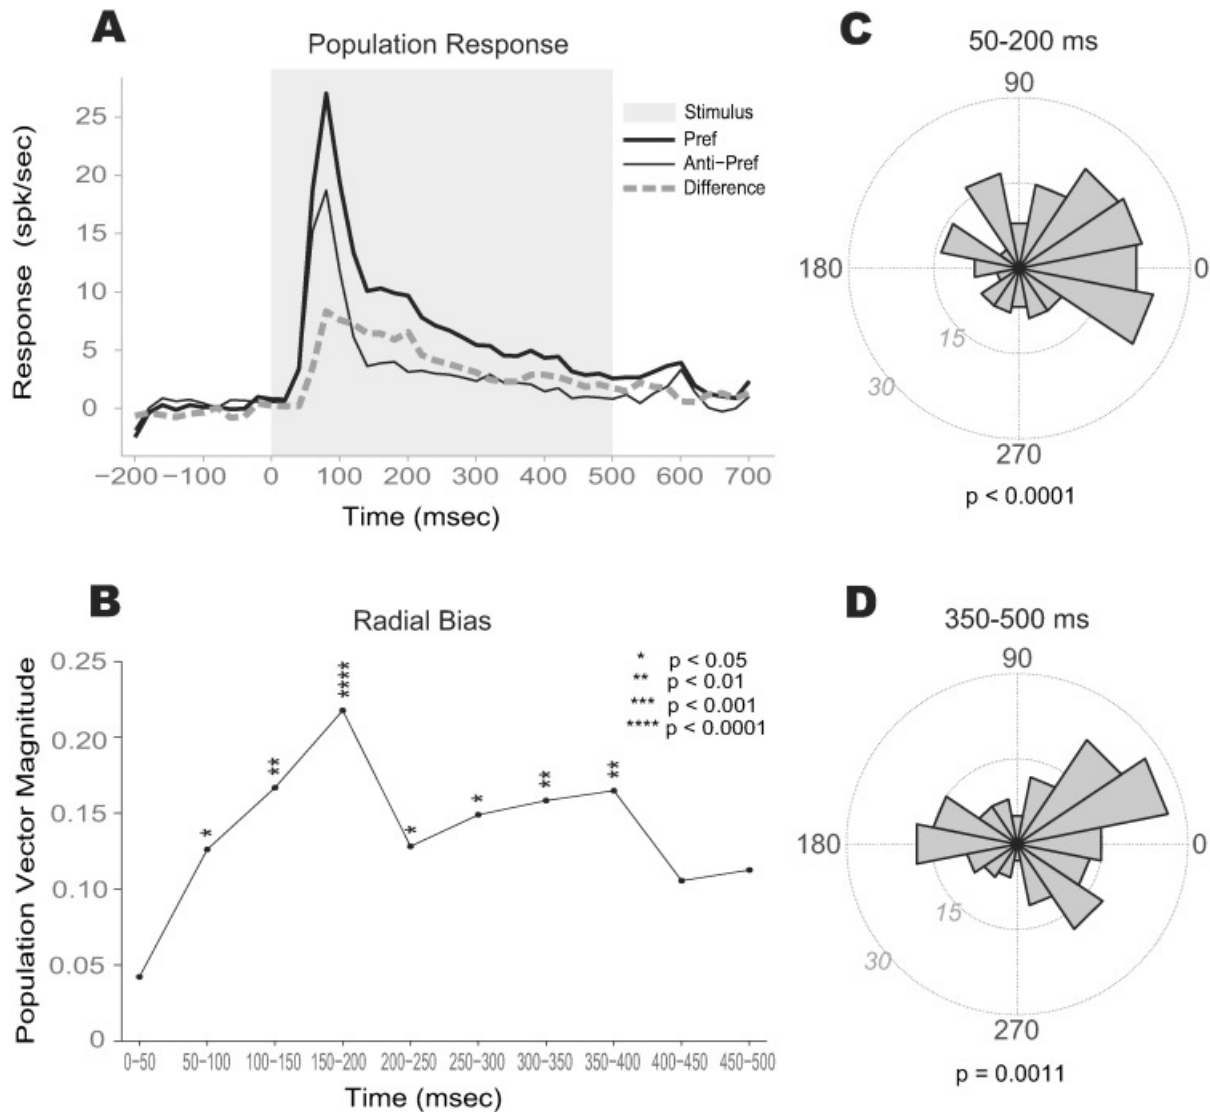 A
Population Response
Response (spk/sec)
25
20
15
10
5
0
Stimulus
Pref
Anti-Pref
Difference
-200 -100 0 100 200 300 400 500 600 700
Time (msec)
C
50-200 ms
90
180
0
15
30
270
p < 0.0001
B
Radial Bias
Population Vector Magnitude
0.25
0.20
0.15
0.10
0.05
0
* p < 0.05
** p < 0.01
*** p < 0.001
**** p < 0.0001
*
**
****
*
*
**
**
0-50 50-100 100-150 150-200 200-250 250-300 300-350 350-400 400-450 450-500
Time (msec)
D
350-500 ms
90
180
0
15
30
270
p = 0.0011